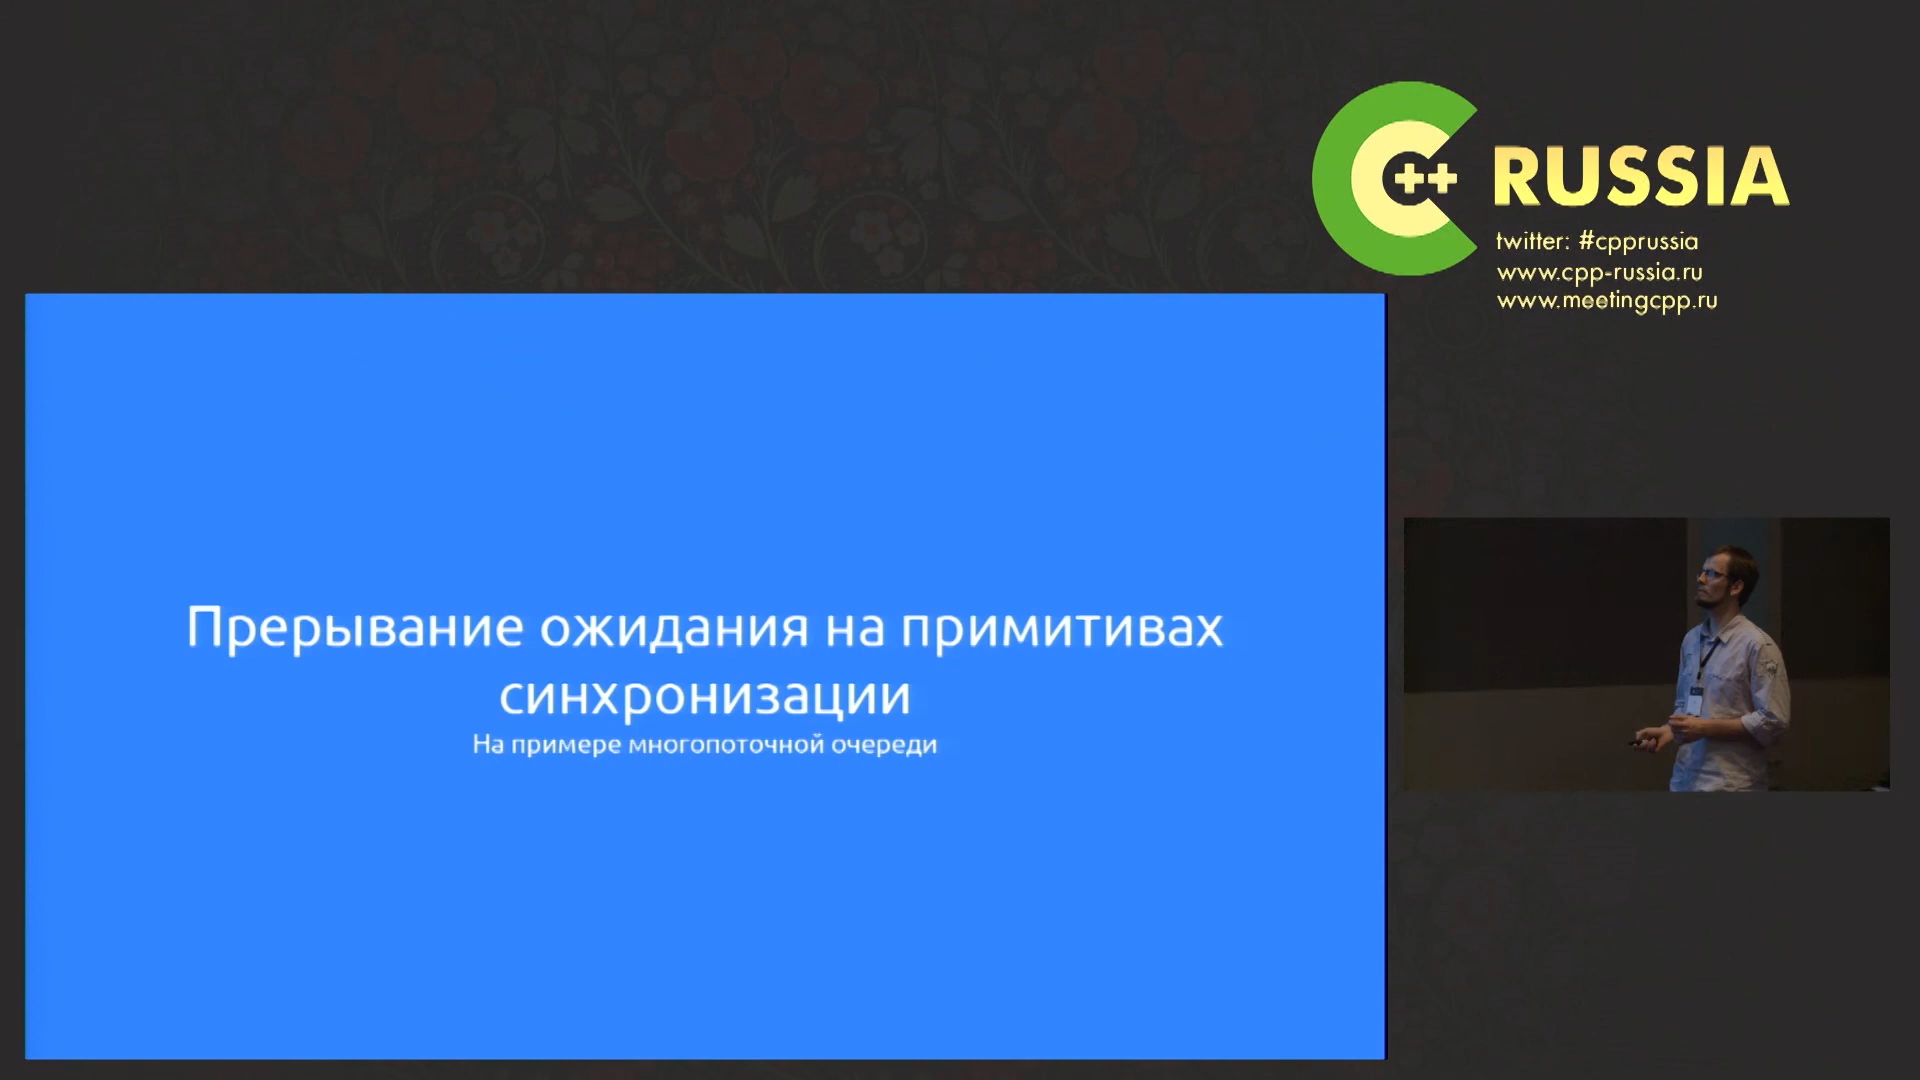 C++ RUSSIA
twitter: #cpprussia
www.cpp-russia.ru
www.meetingcpp.ru
Прерывание ожидания на примитивах
синхронизации
На примере многопоточной очереди